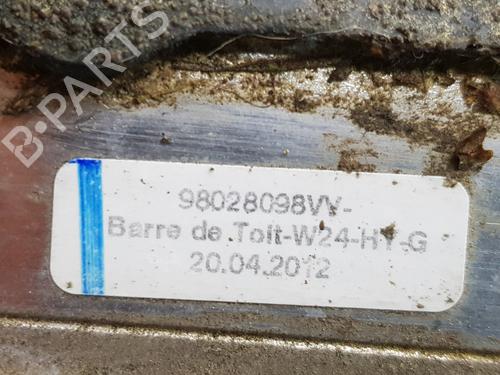 B-PARTS
98028098VV-
Barre de Toit-W24-HY-G
20.04.2012